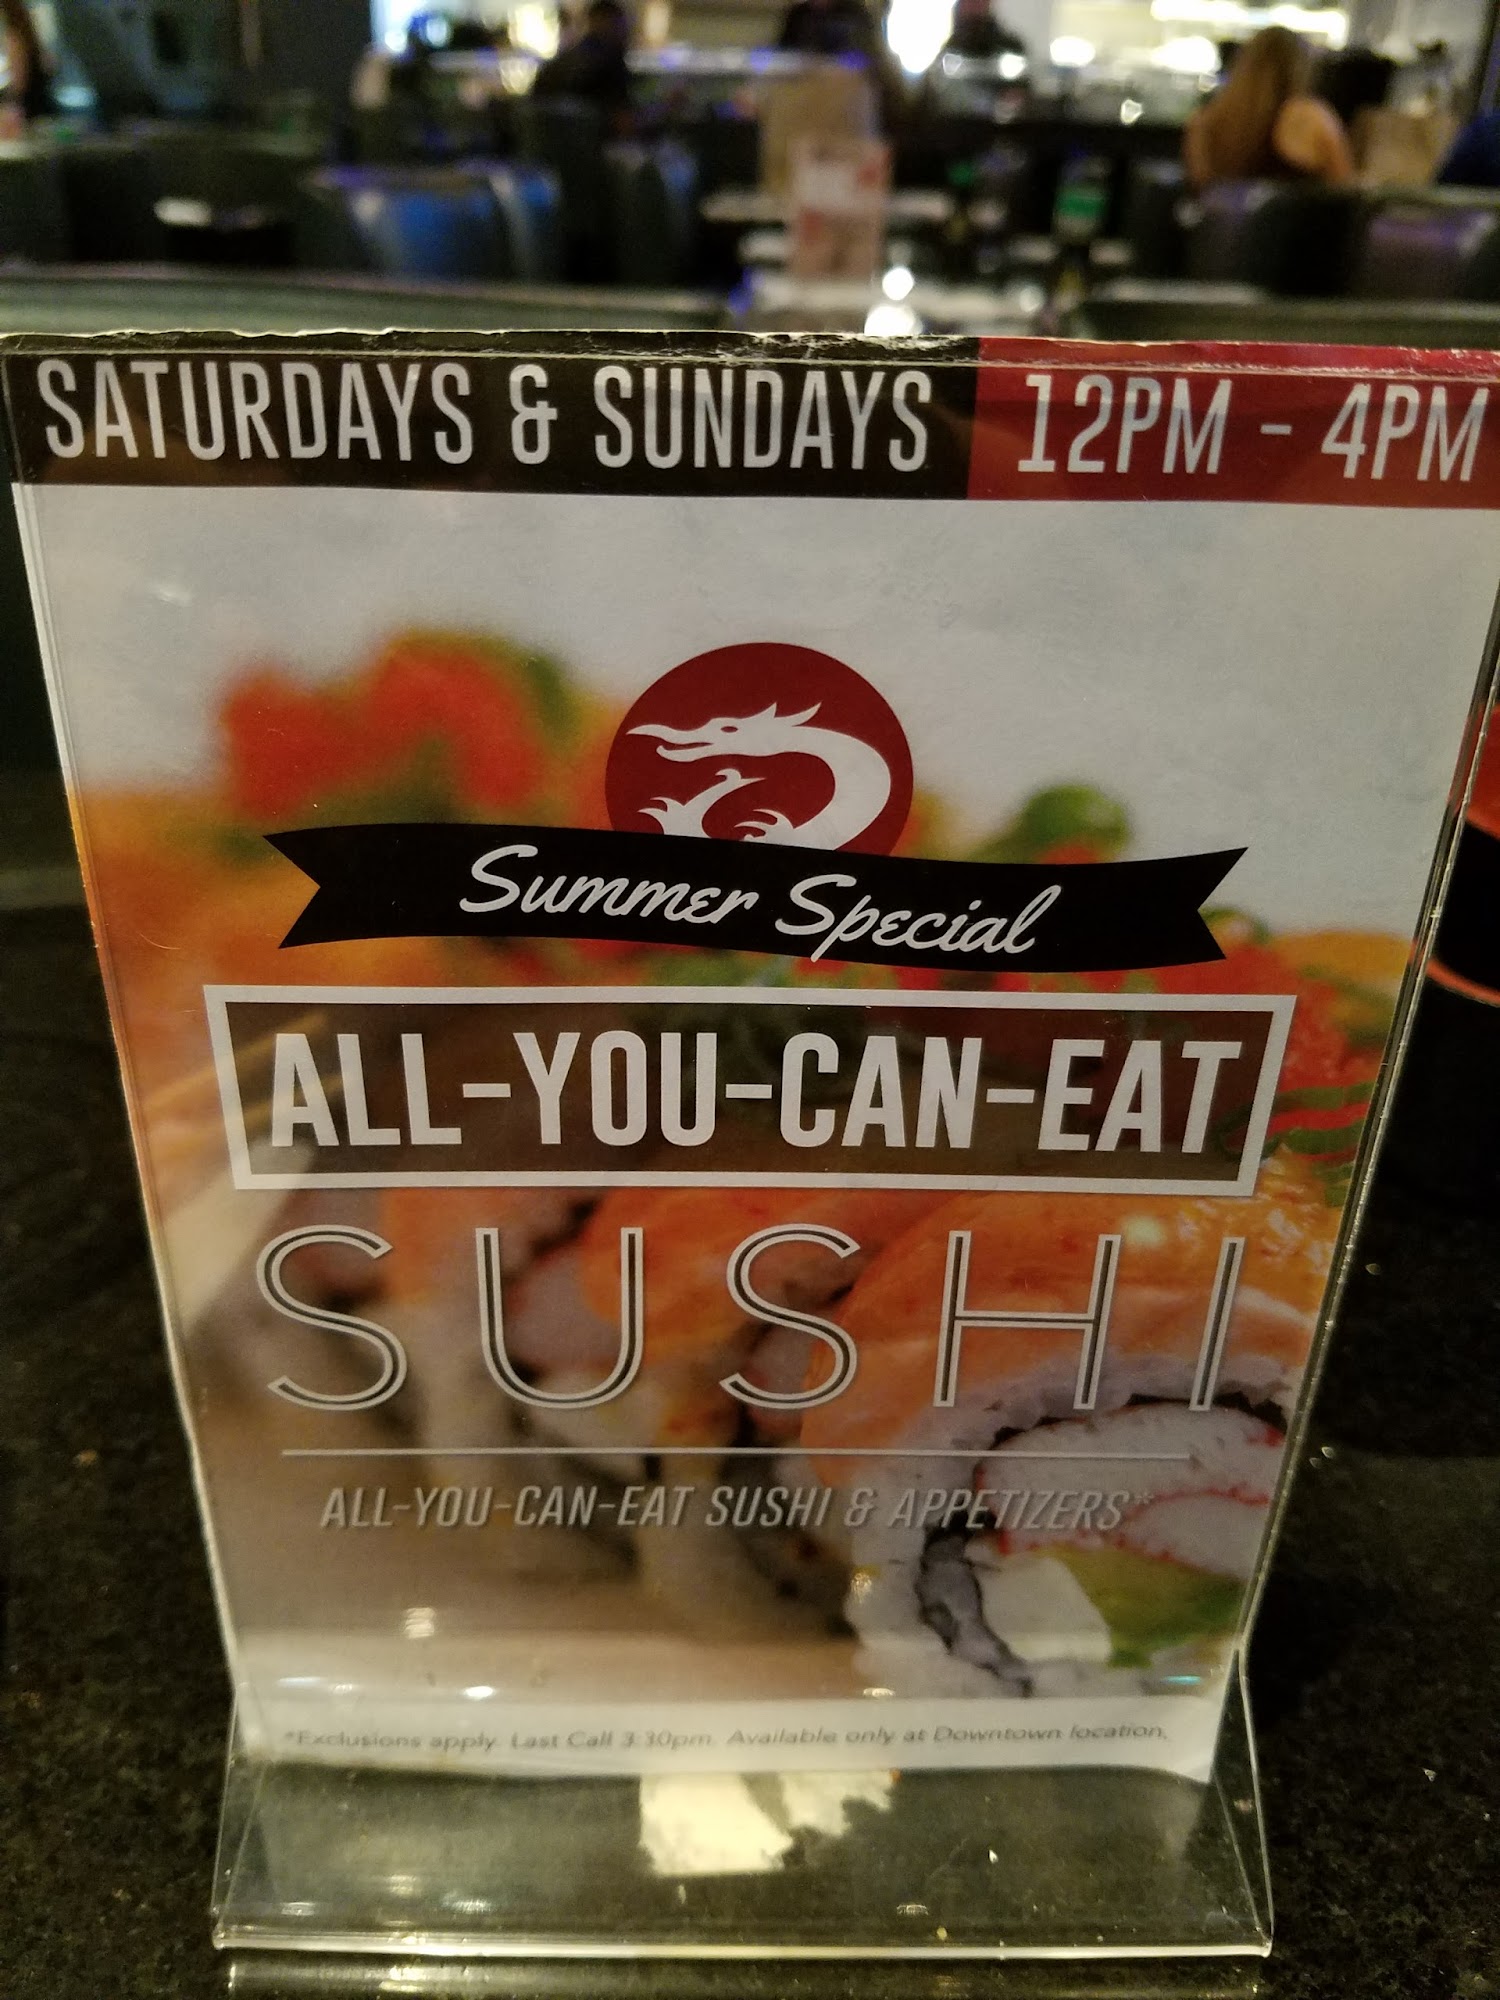 SATURDAYS & SUNDAYS 12PM - 4PM
Summer Special
ALL-YOU-CAN-EAT
SUSHI
ALL-YOU-CAN-EAT SUSHI & APPETIZERS*
*Exclusions apply. Last Call 3:30pm. Available only at Downtown location.